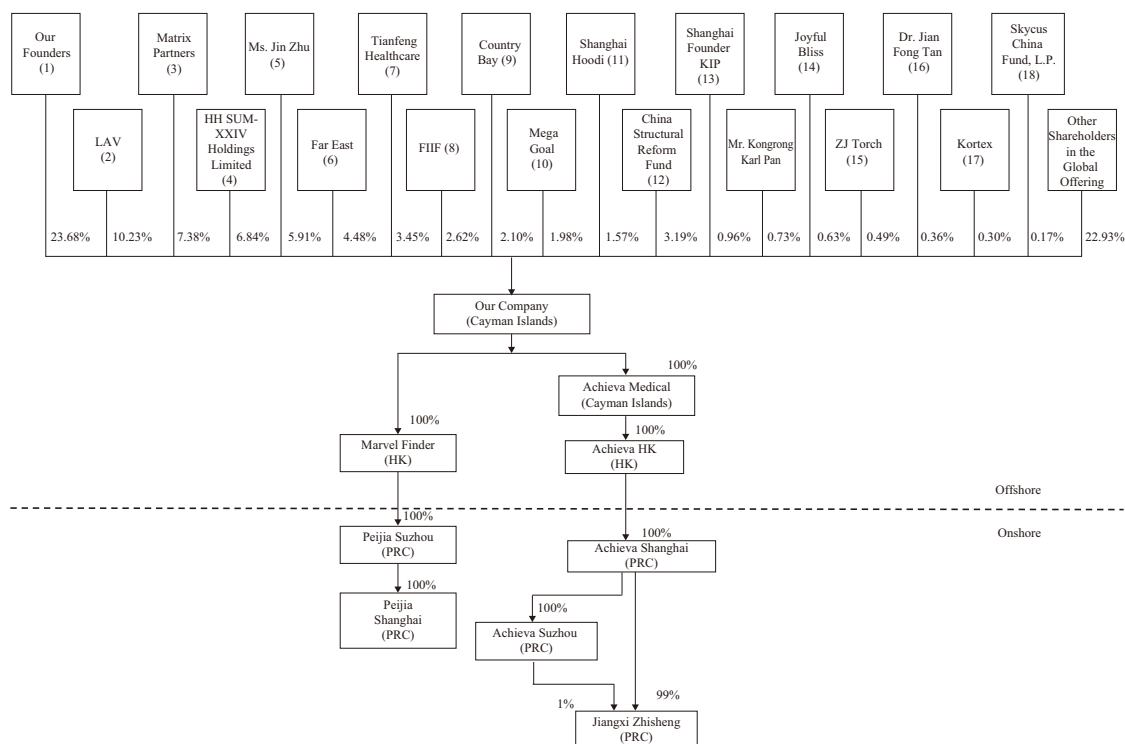 Our
Founders
(1)
Matrix
Partners
(3)
Ms. Jin Zhu
(5)
Tianfeng
Healthcare
(7)
Country
Bay (9)
Shanghai
Hoodi (11)
Shanghai
Founder
KIP
(13)
Joyful
Bliss
(14)
Dr. Jian
Fong Tan
(16)
Skycus
China
Fund, L.P.
(18)
LAV
(2)
HH SUM-
XXIV
Holdings
Limited
(4)
Far East
(6)
FIIF (8)
Mega
Goal
(10)
China
Structural
Reform
Fund
(12)
Mr. Kongrong
Karl Pan
ZJ Torch
(15)
Kortex
(17)
Other
Shareholders
in the
Global
Offering
23.68%
10.23%
7.38%
6.84%
5.91%
4.48%
3.45%
2.62%
2.10%
1.98%
1.57%
3.19%
0.96%
0.73%
0.63%
0.49%
0.36%
0.30%
0.17%
22.93%
Our Company
(Cayman Islands)
100%
Achieva Medical
(Cayman Islands)
100%
100%
Marvel Finder
(HK)
Achieva HK
(HK)
Offshore
Onshore
100%
Peijia Suzhou
(PRC)
100%
Achieva Shanghai
(PRC)
100%
Peijia
Shanghai
(PRC)
100%
Achieva Suzhou
(PRC)
1%
99%
Jiangxi Zhisheng
(PRC)